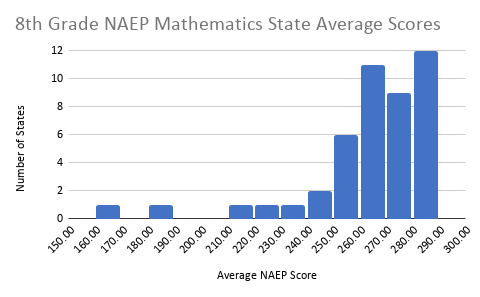 8th Grade NAEP Mathematics State Average Scores
12
10
8
6
4
2
0
Number of States
150.00 160.00 170.00 180.00 190.00 200.00 210.00 220.00 230.00 240.00 250.00 260.00 270.00 280.00 290.00 300.00
Average NAEP Score